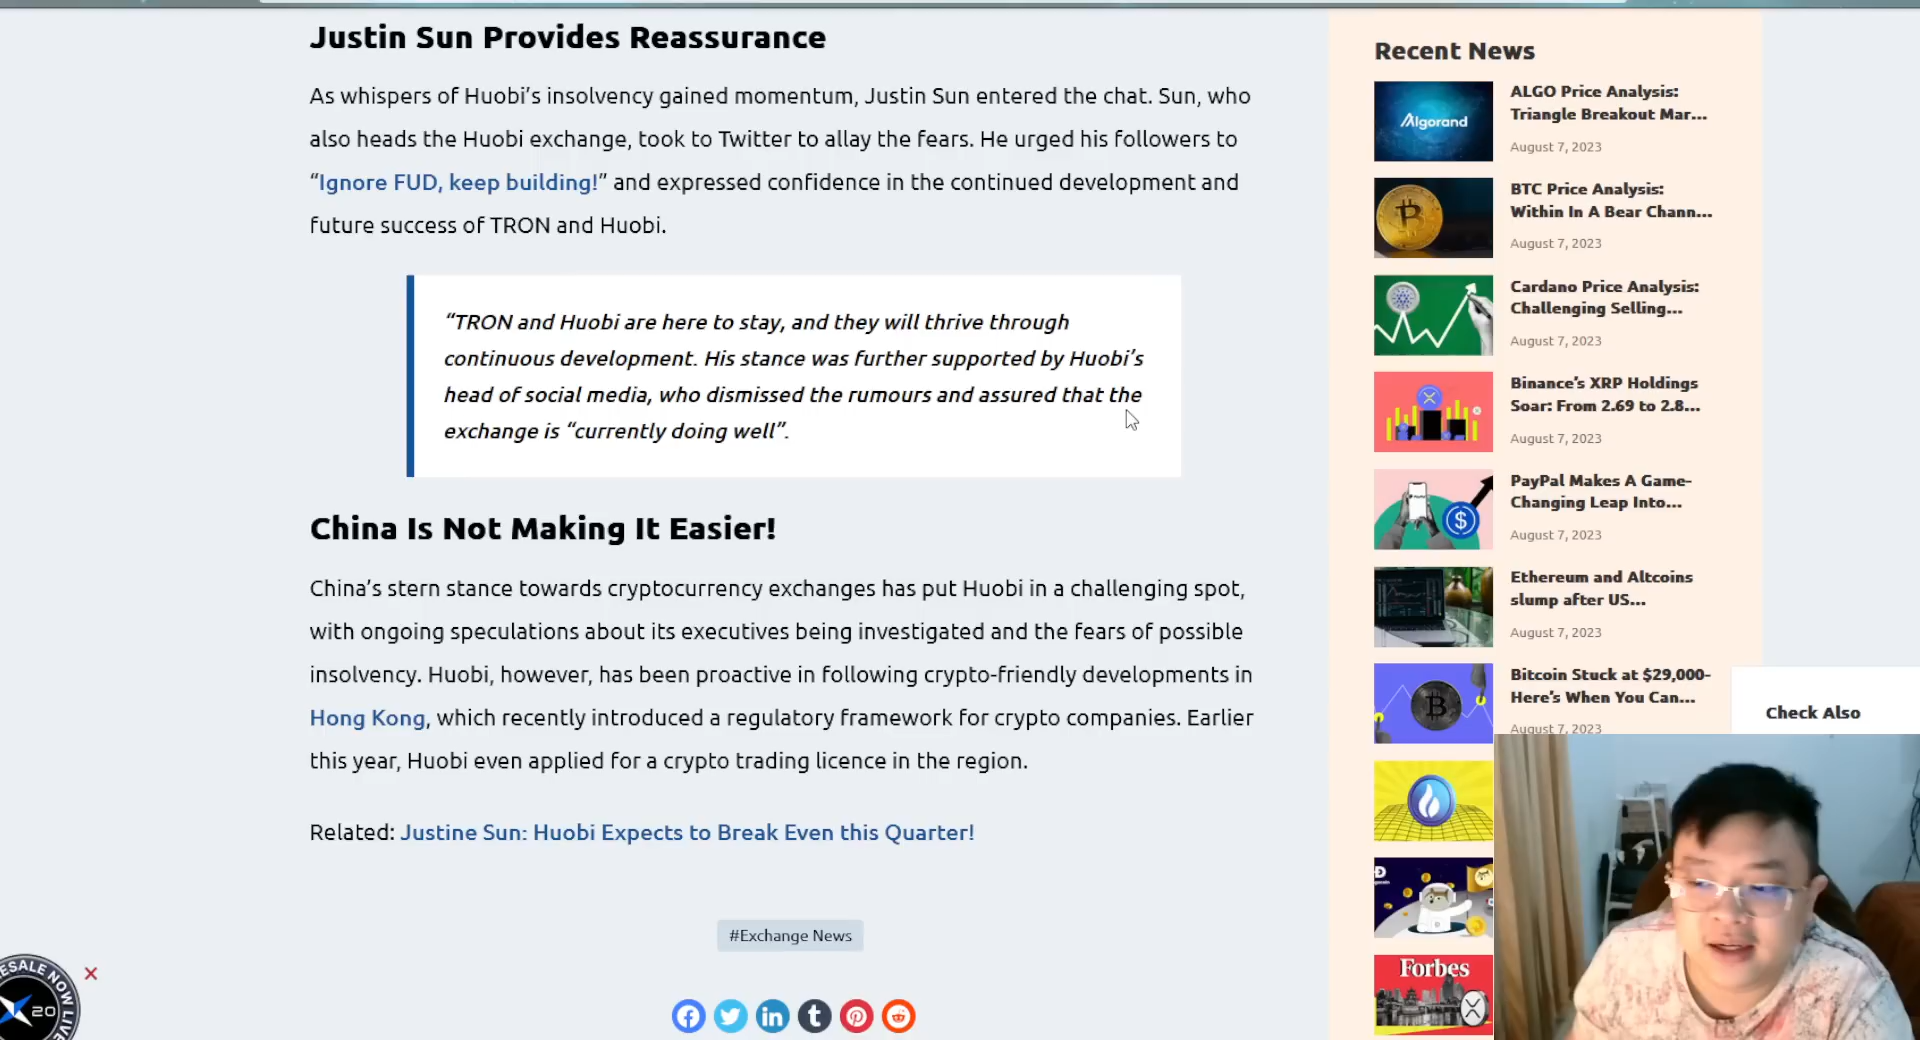 Justin Sun Provides Reassurance
As whispers of Huobi’s insolvency gained momentum, Justin Sun entered the chat. Sun, who
also heads the Huobi exchange, took to Twitter to allay the fears. He urged his followers to
“Ignore FUD, keep building!” and expressed confidence in the continued development and
future success of TRON and Huobi.
“TRON and Huobi are here to stay, and they will thrive through
continuous development. His stance was further supported by Huobi’s
head of social media, who dismissed the rumours and assured that the
exchange is “currently doing well”.
China Is Not Making It Easier!
China’s stern stance towards cryptocurrency exchanges has put Huobi in a challenging spot,
with ongoing speculations about its executives being investigated and the fears of possible
insolvency. Huobi, however, has been proactive in following crypto-friendly developments in
Hong Kong, which recently introduced a regulatory framework for crypto companies. Earlier
this year, Huobi even applied for a crypto trading licence in the region.
Related: Justine Sun: Huobi Expects to Break Even this Quarter!
#Exchange News
Recent News
Algorand
ALGO Price Analysis:
Triangle Breakout Mar...
August 7, 2023
BTC Price Analysis:
Within In A Bear Chann...
August 7, 2023
Cardano Price Analysis:
Challenging Selling...
August 7, 2023
Binance’s XRP Holdings
Soar: From 2.69 to 2.8...
August 7, 2023
PayPal Makes A Game-
Changing Leap Into...
August 7, 2023
Ethereum and Altcoins
slump after US...
August 7, 2023
Bitcoin Stuck at $29,000-
Here’s When You Can...
August 7, 2023
Check Also
Forbes
ESALE NOW LIVE
20